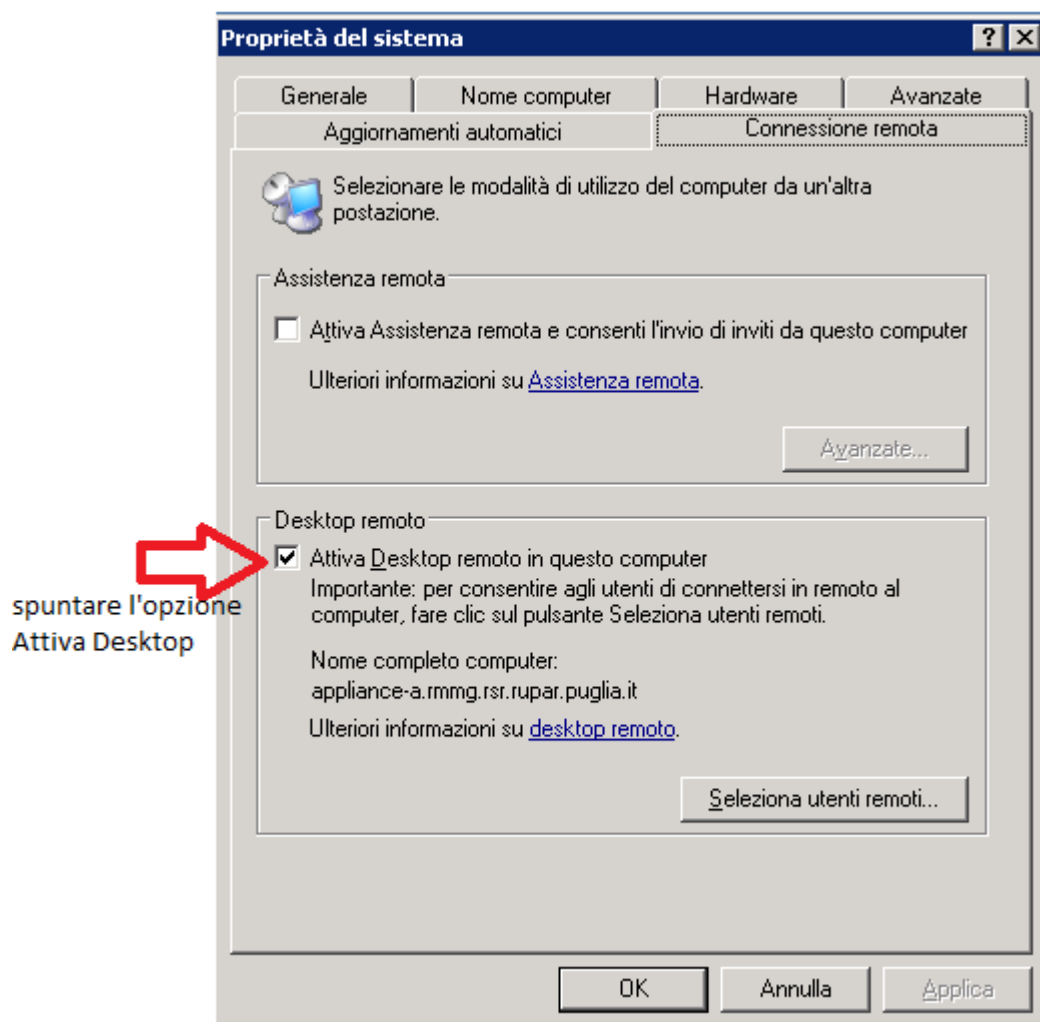 Proprietà del sistema
Generale
Nome computer
Hardware
Avanzate
Aggiornamenti automatici
Connessione remota
Selezionare le modalità di utilizzo del computer da un'altra
postazione.
Assistenza remota
Attiva Assistenza remota e consenti l'invio di inviti da questo computer
Ulteriori informazioni su Assistenza remota.
Avanzate...
Desktop remoto
Attiva Desktop remoto in questo computer
Importante: per consentire agli utenti di connettersi in remoto al
computer, fare clic sul pulsante Seleziona utenti remoti.
spuntare l'opzione
Attiva Desktop
Nome completo computer:
appliance-a.rmmg.rsr.rupar.puglia.it
Ulteriori informazioni su desktop remoto.
Seleziona utenti remoti...
OK
Annulla
Applica